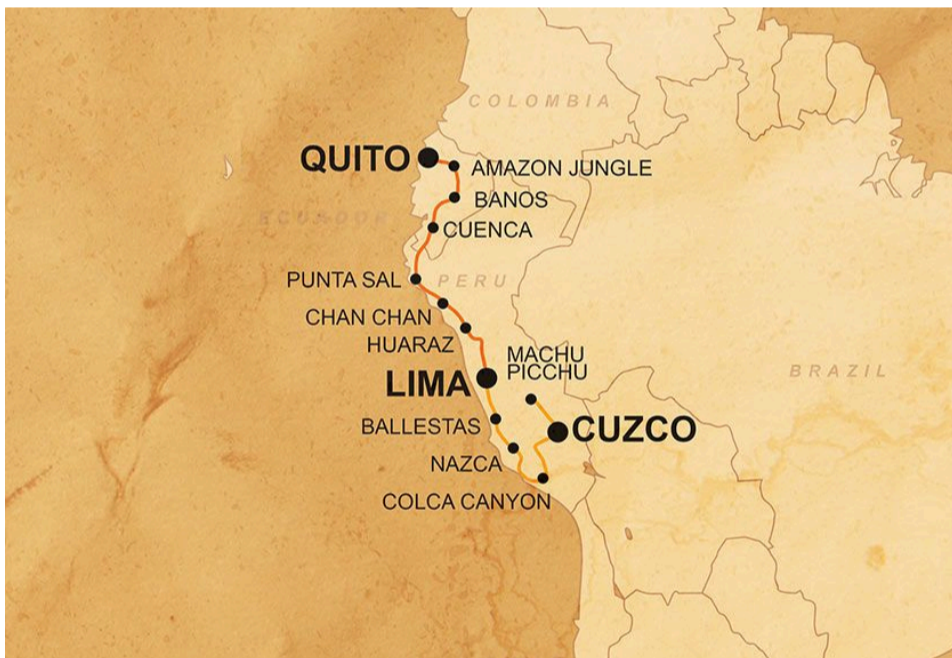 COLOMBIA
QUITO
AMAZON JUNGLE
BANOS
ECUADOR
CUENCA
PUNTA SAL
PERU
CHAN CHAN
HUARAZ
MACHU
PICCHU
LIMA
BRAZIL
BALLESTAS
CUZCO
NAZCA
COLCA CANYON